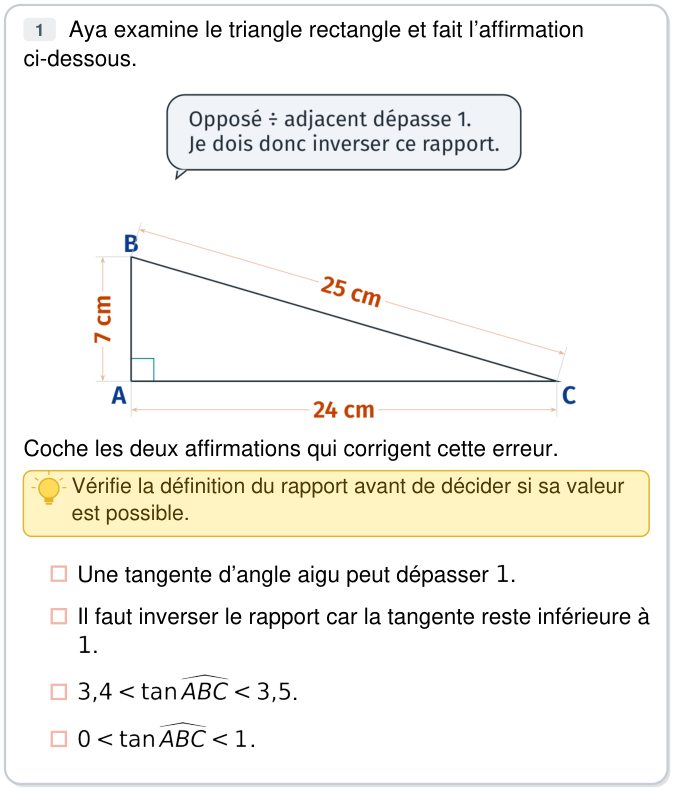 1 Aya examine le triangle rectangle et fait l’affirmation
ci-dessous.
Opposé ÷ adjacent dépasse 1.
Je dois donc inverser ce rapport.
B
25 cm
7 cm
A
C
24 cm
Coche les deux affirmations qui corrigent cette erreur.
Vérifie la définition du rapport avant de décider si sa valeur
est possible.
Une tangente d’angle aigu peut dépasser 1.
Il faut inverser le rapport car la tangente reste inférieure à
1.
3,4 < tan \widehat{ABC} < 3,5.
0 < tan \widehat{ABC} < 1.